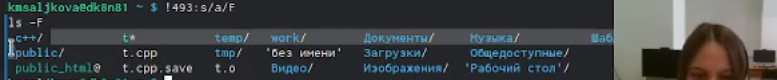 kmsaljkova@dk8n81 ~ $ !493:s/a/F
ls -F
c++/ t* temp/ work/ Документы/ Музыка/ Шаб
public/ t.cpp tmp/ 'без имени' Загрузки/ Общедоступные/
public_html@ t.cpp.save t.o Видео/ Изображения/ 'Рабочий стол'/